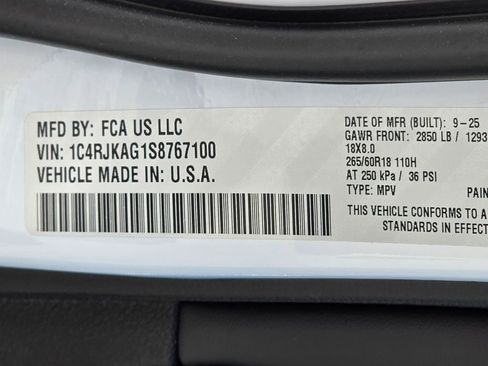 MFD BY: FCA US LLC
VIN: 1C4RJKAG1S8767100
VEHICLE MADE IN: U.S.A.
DATE OF MFR (BUILT): 9-25
GAWR FRONT: 2850 LB / 1293
18X8.0
265/60R18 110H
AT 250 kPa / 36 PSI
TYPE: MPV PAIN
THIS VEHICLE CONFORMS TO A
STANDARDS IN EFFECT